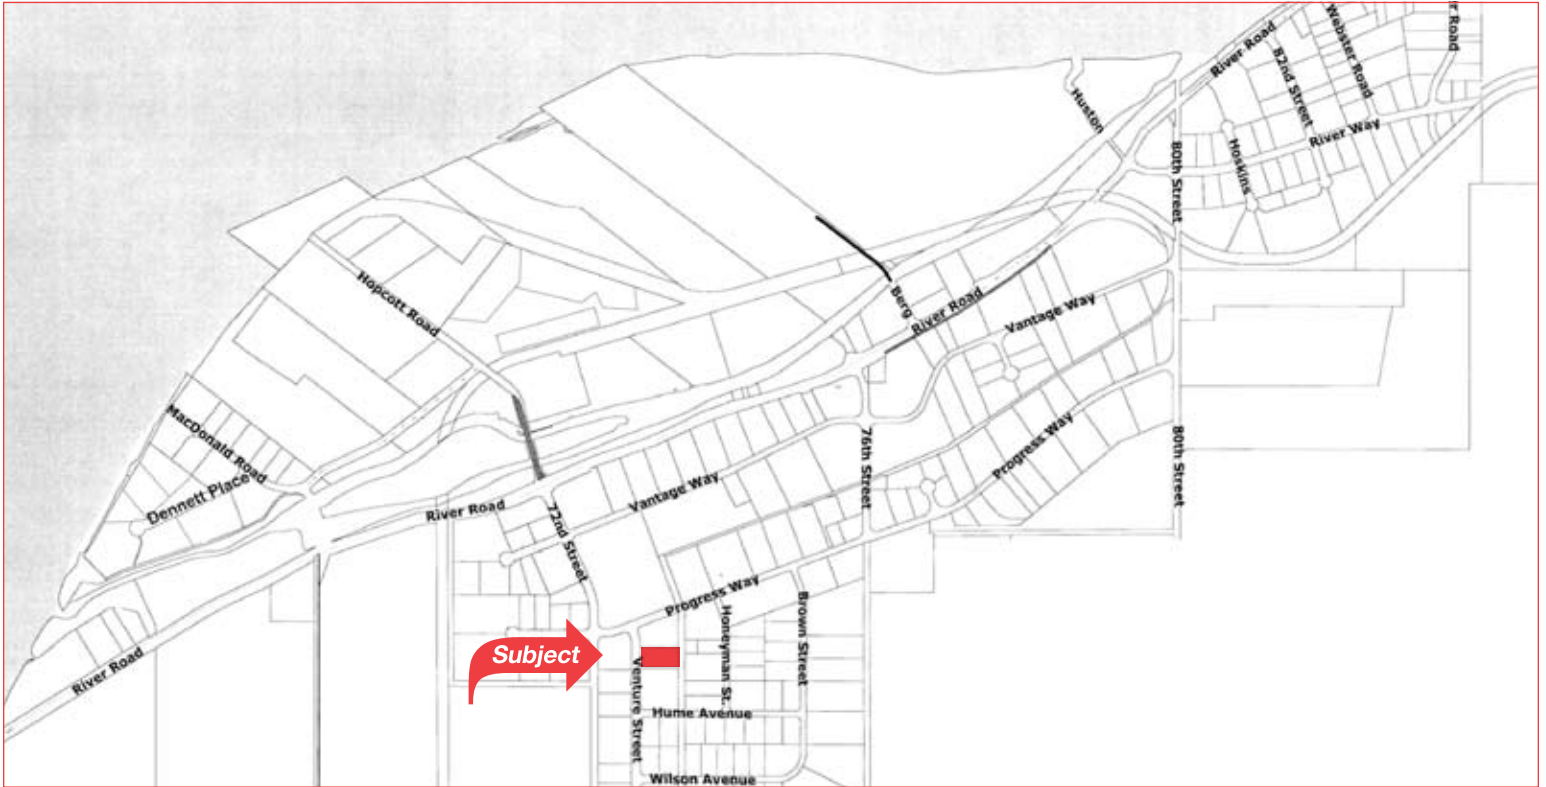 r Road
Webster Road
River Road
82nd Street
Huston
River Way
Hoskins
80th Street
Hopcott Road
Berg
River Road
Vantage Way
MacDonald Road
Dennett Place
Progress Way
76th Street
80th Street
Vantage Way
River Road
72nd Street
Progress Way
Brown Street
Honeyman St.
Subject
River Road
Venture Street
Hume Avenue
Wilson Avenue